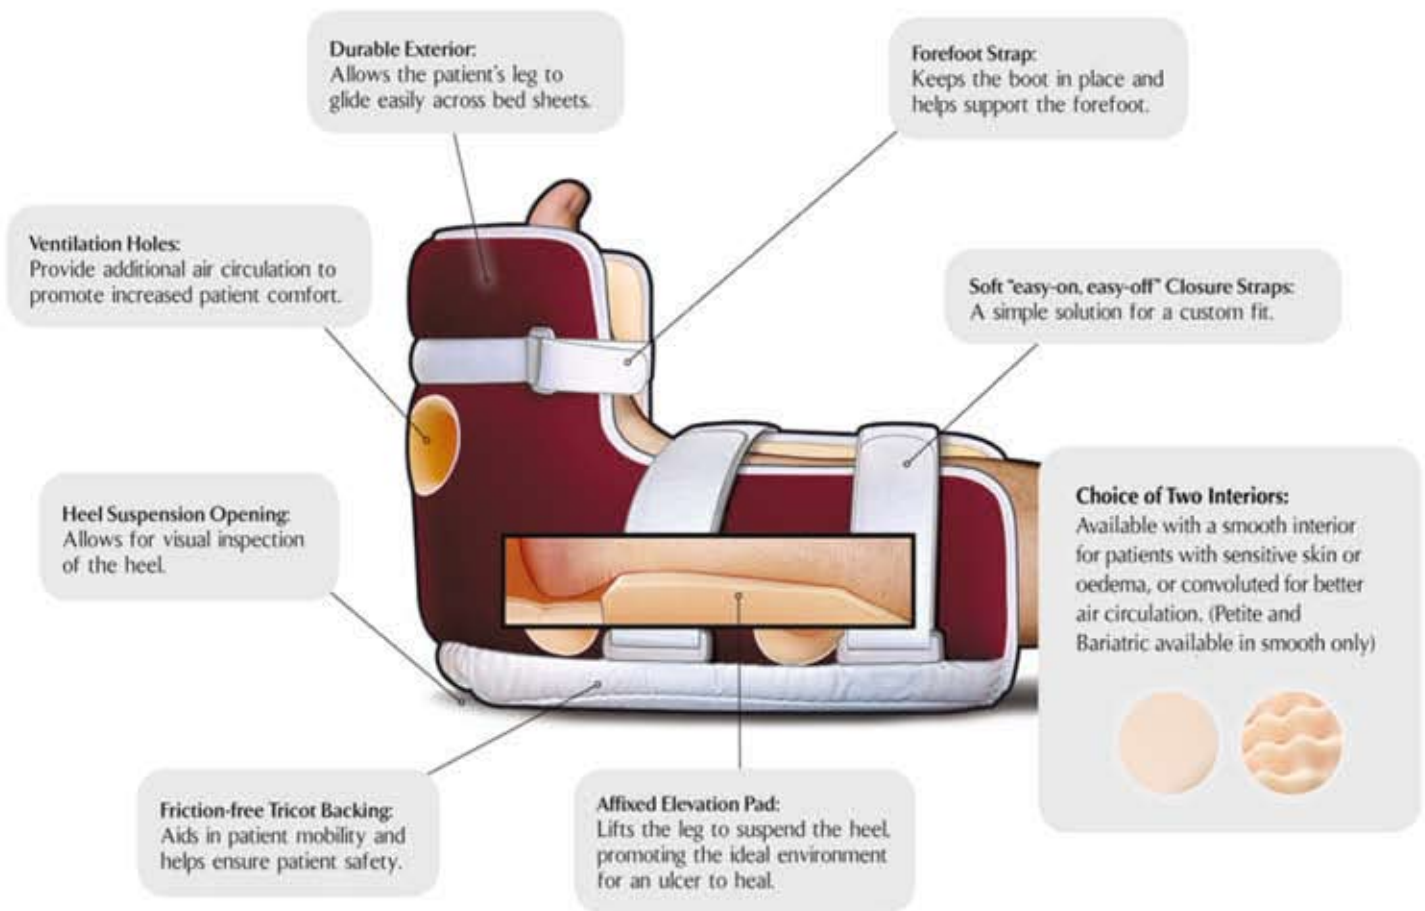 Durable Exterior:
Allows the patient's leg to
glide easily across bed sheets.
Forefoot Strap:
Keeps the boot in place and
helps support the forefoot.
Ventilation Holes:
Provide additional air circulation to
promote increased patient comfort.
Soft "easy-on, easy-off" Closure Straps:
A simple solution for a custom fit.
Heel Suspension Opening:
Allows for visual inspection
of the heel.
Choice of Two Interiors:
Available with a smooth interior
for patients with sensitive skin or
oedema, or convoluted for better
air circulation. (Petite and
Bariatric available in smooth only)
Friction-free Tricot Backing:
Aids in patient mobility and
helps ensure patient safety.
Affixed Elevation Pad:
Lifts the leg to suspend the heel,
promoting the ideal environment
for an ulcer to heal.